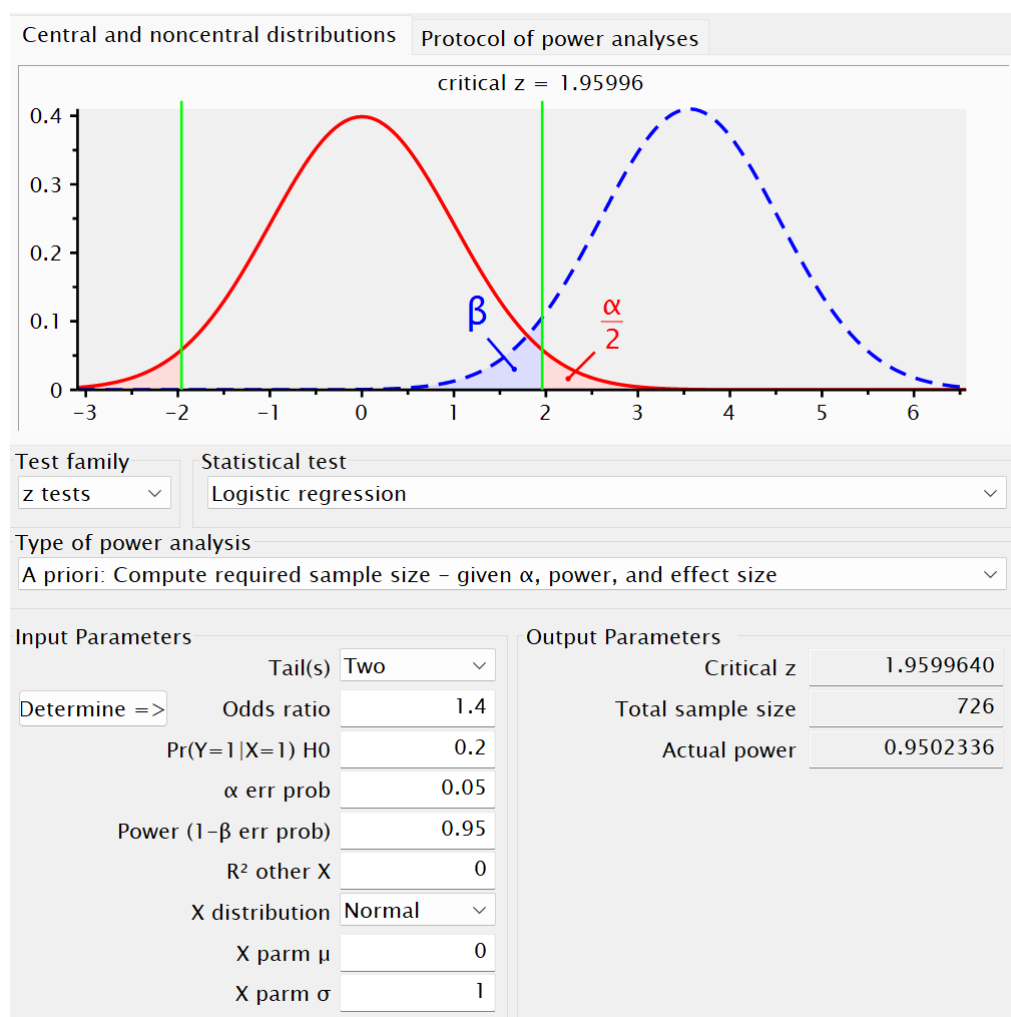 Central and noncentral distributions
Protocol of power analyses
critical z = 1.95996
0.4
0.3
0.2
0.1
0
β
α
2
-3 -2 -1 0 1 2 3 4 5 6
Test family
Statistical test
z tests
Logistic regression
Type of power analysis
A priori: Compute required sample size – given α, power, and effect size
Input Parameters
Output Parameters
Tail(s) Two
Critical z 1.9599640
Determine => Odds ratio 1.4
Total sample size 726
Pr(Y=1|X=1) H0 0.2
Actual power 0.9502336
α err prob 0.05
Power (1-β err prob) 0.95
R² other X 0
X distribution Normal
X parm μ 0
X parm σ 1